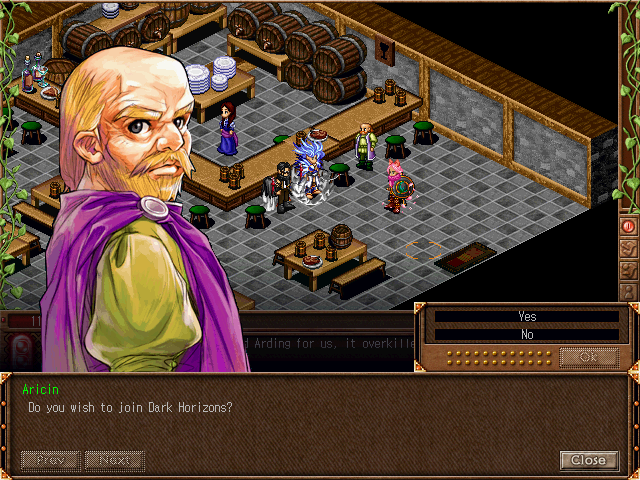 Yes
No
Ok
Arding for us, it overkille
Aricin
Do you wish to join Dark Horizons?
Prev
Next
Close